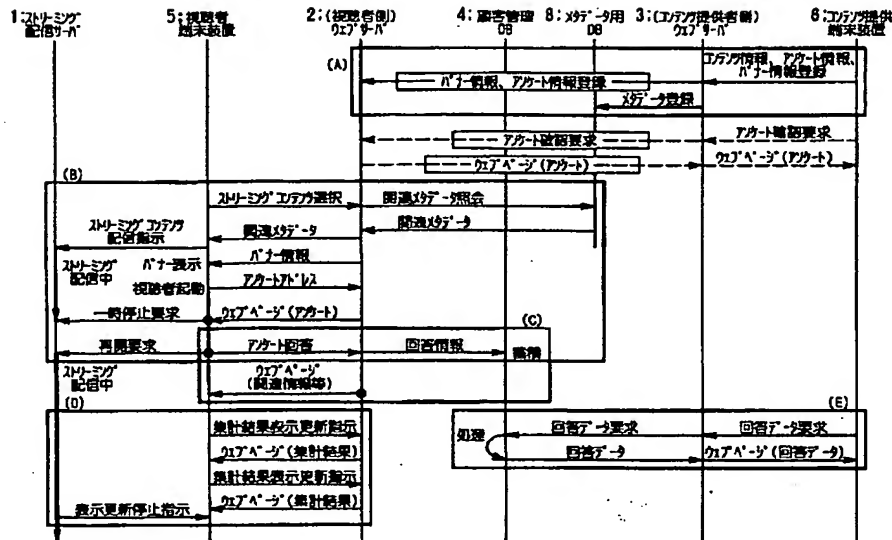 1:ストリーミング
配信サーバ
5:視聴者
端末装置
2:(視聴者側)
ウェブサーバ
4:顧客管理
DB
8:メタデータ用
DB
3:(コンテンツ提供者側)
ウェブサーバ
6:コンテンツ提供
端末装置
(A)
コンテンツ情報、アンケート情報、
バナー情報登録
バナー情報、アンケート情報登録
メタデータ登録
アンケート確認要求
アンケート確認要求
ウェブページ(アンケート)
ウェブページ(アンケート)
(B)
ストリーミングコンテンツ選択
関連メタデータ照会
ストリーミングコンテンツ
配信指示
関連メタデータ
関連メタデータ
ストリーミング
配信中
バナー表示
バナー情報
視聴者起動
アンケートアドレス
一時停止要求
ウェブページ(アンケート)
(C)
再開要求
アンケート回答
回答情報
蓄積
ストリーミング
配信中
ウェブページ
(関連情報等)
(D)
(E)
集計結果表示更新指示
処理
回答データ要求
回答データ要求
ウェブページ(集計結果)
回答データ
ウェブページ(回答データ)
集計結果表示更新指示
ウェブページ(集計結果)
表示更新停止指示